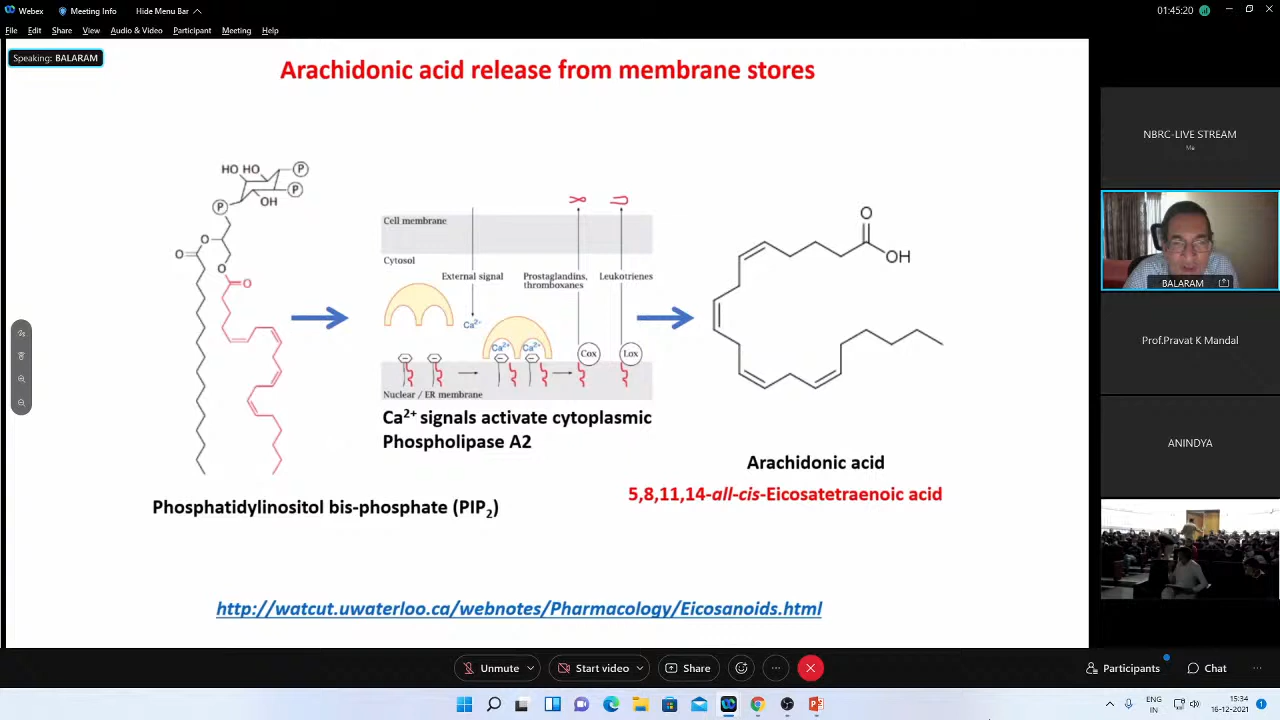 Webex
Meeting Info
Hide Menu Bar
01:45:20
File Edit Share View Audio & Video Participant Meeting Help
Speaking: BALARAM
Arachidonic acid release from membrane stores
HO HO
P
P
OH
P
O
O
O
O
Cell membrane
Cytosol
External signal
Prostaglandins,
thromboxanes
Leukotrienes
Ca²⁺
Ca²⁺ Ca²⁺
Cox
Lox
Nuclear / ER membrane
Ca²⁺ signals activate cytoplasmic
Phospholipase A2
O
OH
Arachidonic acid
5,8,11,14-all-cis-Eicosatetraenoic acid
Phosphatidylinositol bis-phosphate (PIP₂)
http://watcut.uwaterloo.ca/webnotes/Pharmacology/Eicosanoids.html
NBRC-LIVE STREAM
Me
BALARAM
Prof.Pravat K Mandal
ANINDYA
Unmute
Start video
Share
Participants
Chat
ENG
IN
15:34
16-12-2021